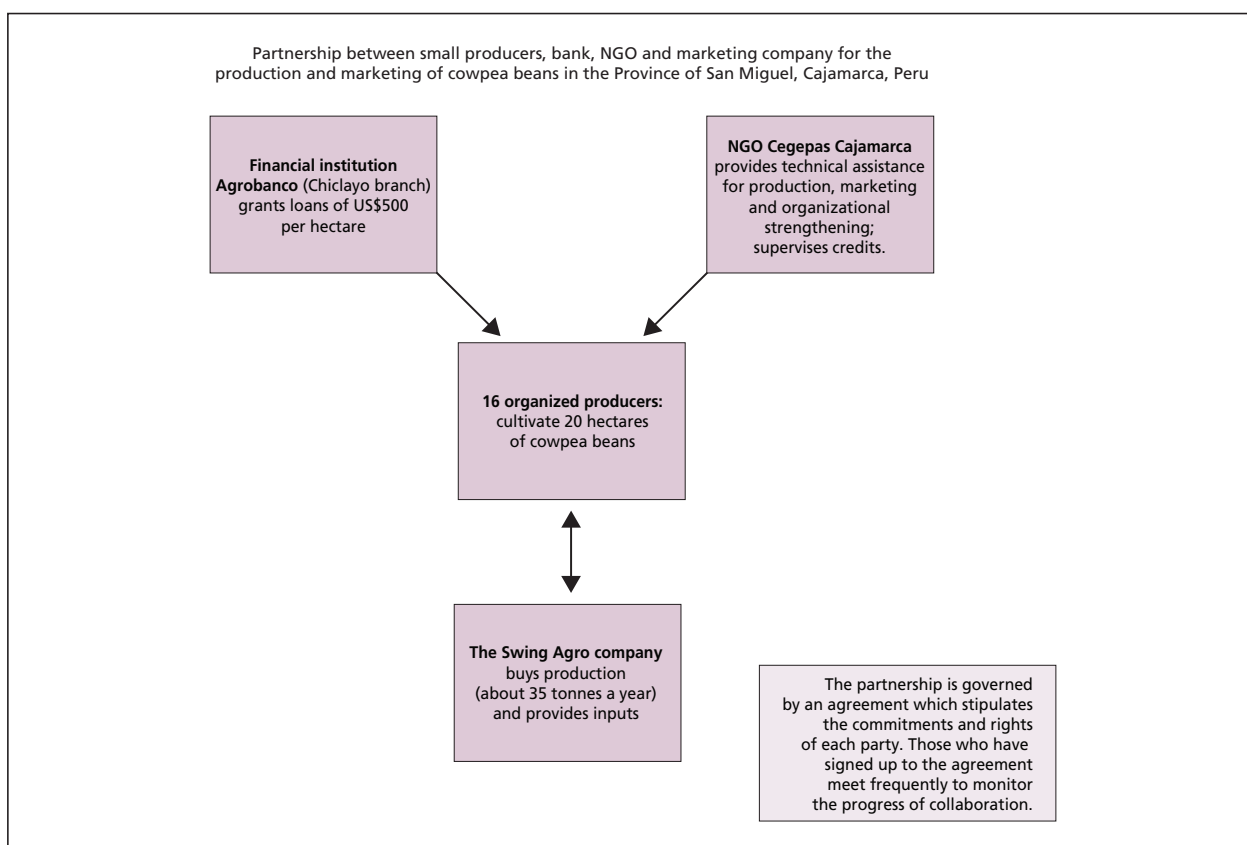 Partnership between small producers, bank, NGO and marketing company for the
production and marketing of cowpea beans in the Province of San Miguel, Cajamarca, Peru
Financial institution
Agrobanco (Chiclayo branch)
grants loans of US$500
per hectare
NGO Cegepas Cajamarca
provides technical assistance
for production, marketing
and organizational
strengthening;
supervises credits.
16 organized producers:
cultivate 20 hectares
of cowpea beans
The Swing Agro company
buys production
(about 35 tonnes a year)
and provides inputs
The partnership is governed
by an agreement which stipulates
the commitments and rights
of each party. Those who have
signed up to the agreement
meet frequently to monitor
the progress of collaboration.